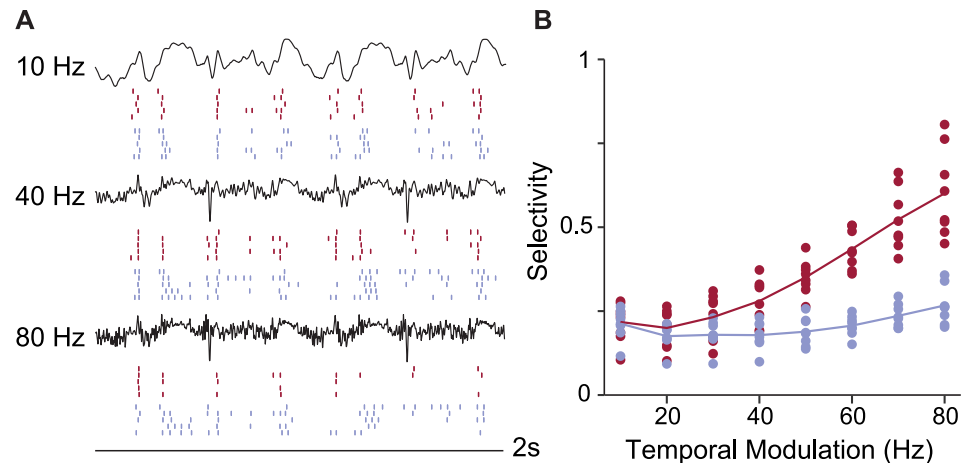 A
10 Hz
40 Hz
80 Hz
2s
B
1
0.5
0
Selectivity
20 40 60 80
Temporal Modulation (Hz)